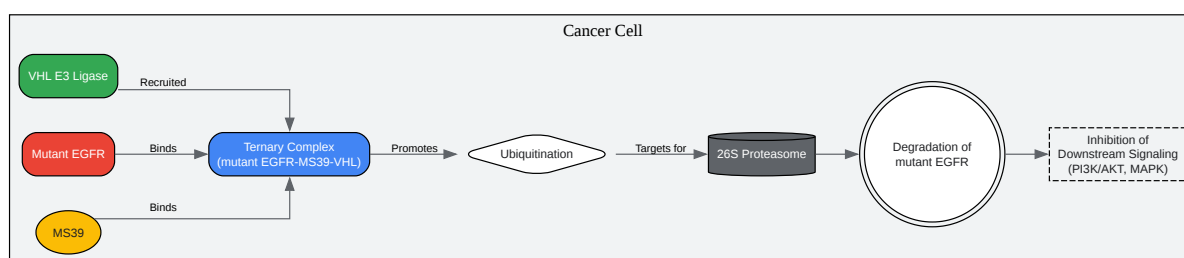 Cancer Cell
VHL E3 Ligase
Recruited
Mutant EGFR
Binds
Ternary Complex
(mutant EGFR-MS39-VHL)
Promotes
Ubiquitination
Targets for
26S Proteasome
Degradation of
mutant EGFR
Inhibition of
Downstream Signaling
(PI3K/AKT, MAPK)
Binds
MS39